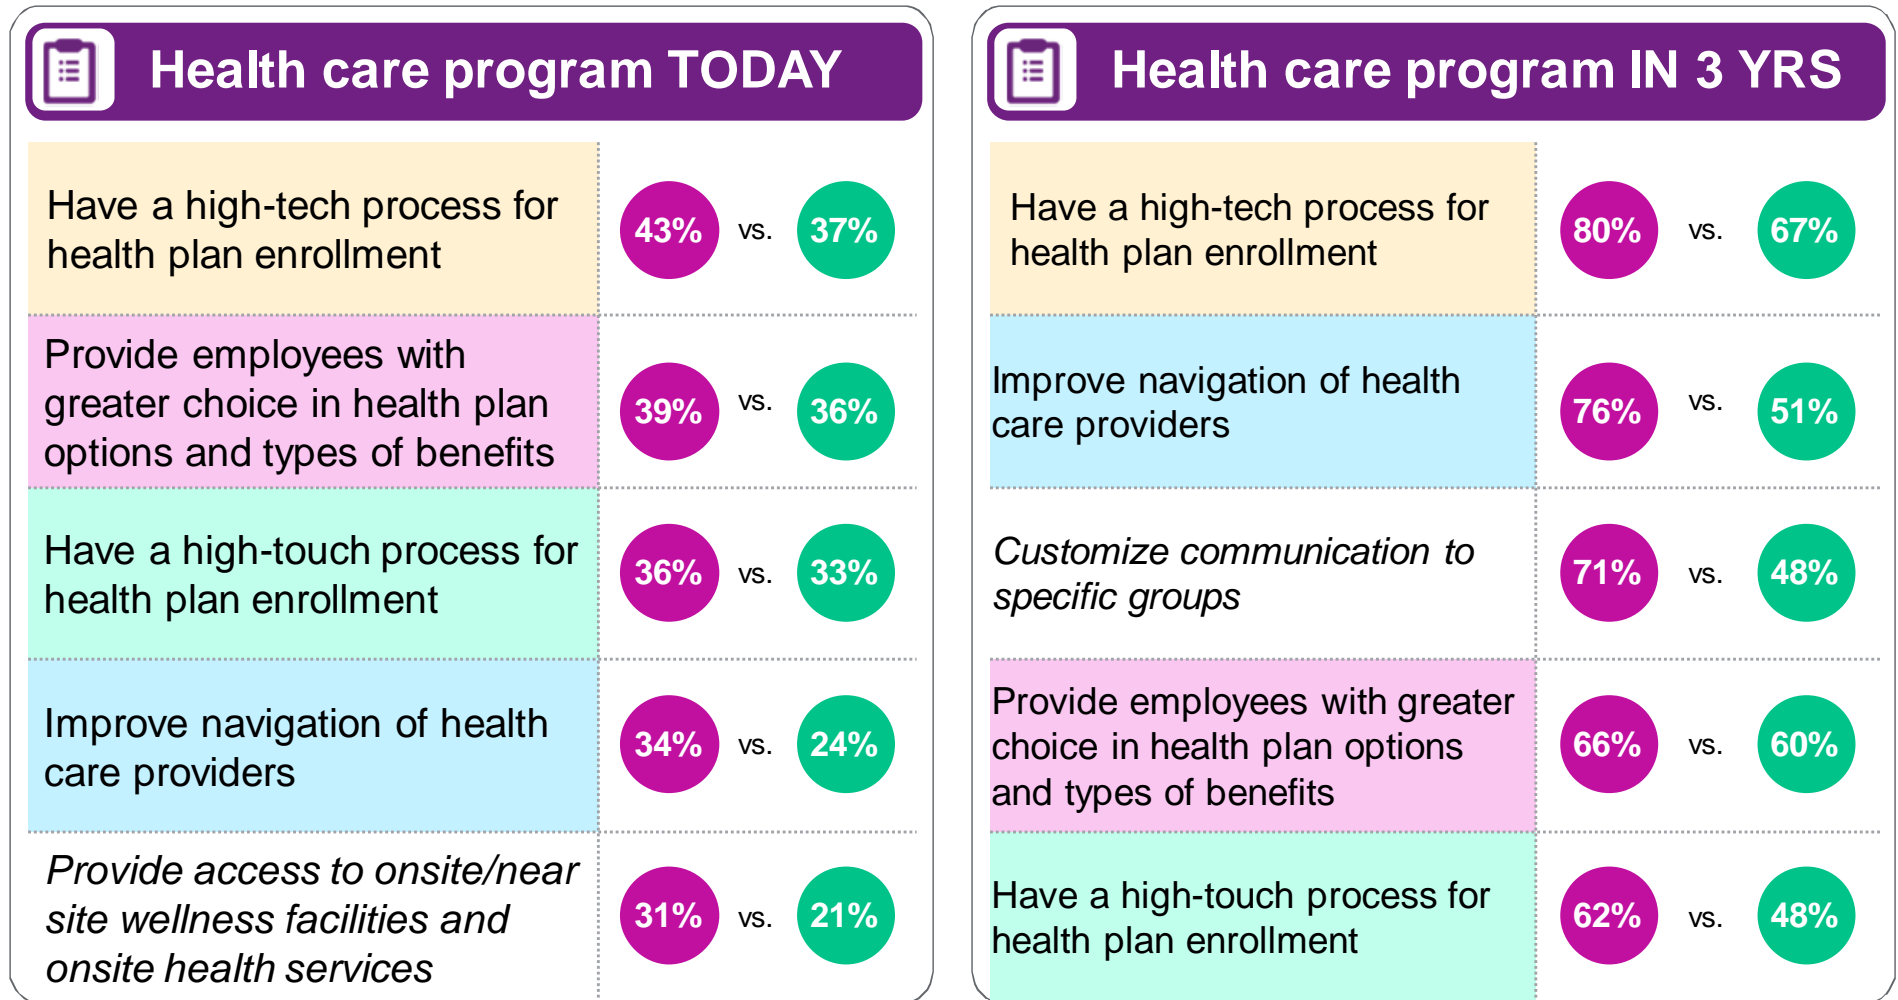 Health care program TODAY
Have a high-tech process for
health plan enrollment
43% vs. 37%
Provide employees with
greater choice in health plan
options and types of benefits
39% vs. 36%
Have a high-touch process for
health plan enrollment
36% vs. 33%
Improve navigation of health
care providers
34% vs. 24%
Provide access to onsite/near
site wellness facilities and
onsite health services
31% vs. 21%
Health care program IN 3 YRS
Have a high-tech process for
health plan enrollment
80% vs. 67%
Improve navigation of health
care providers
76% vs. 51%
Customize communication to
specific groups
71% vs. 48%
Provide employees with greater
choice in health plan options
and types of benefits
66% vs. 60%
Have a high-touch process for
health plan enrollment
62% vs. 48%